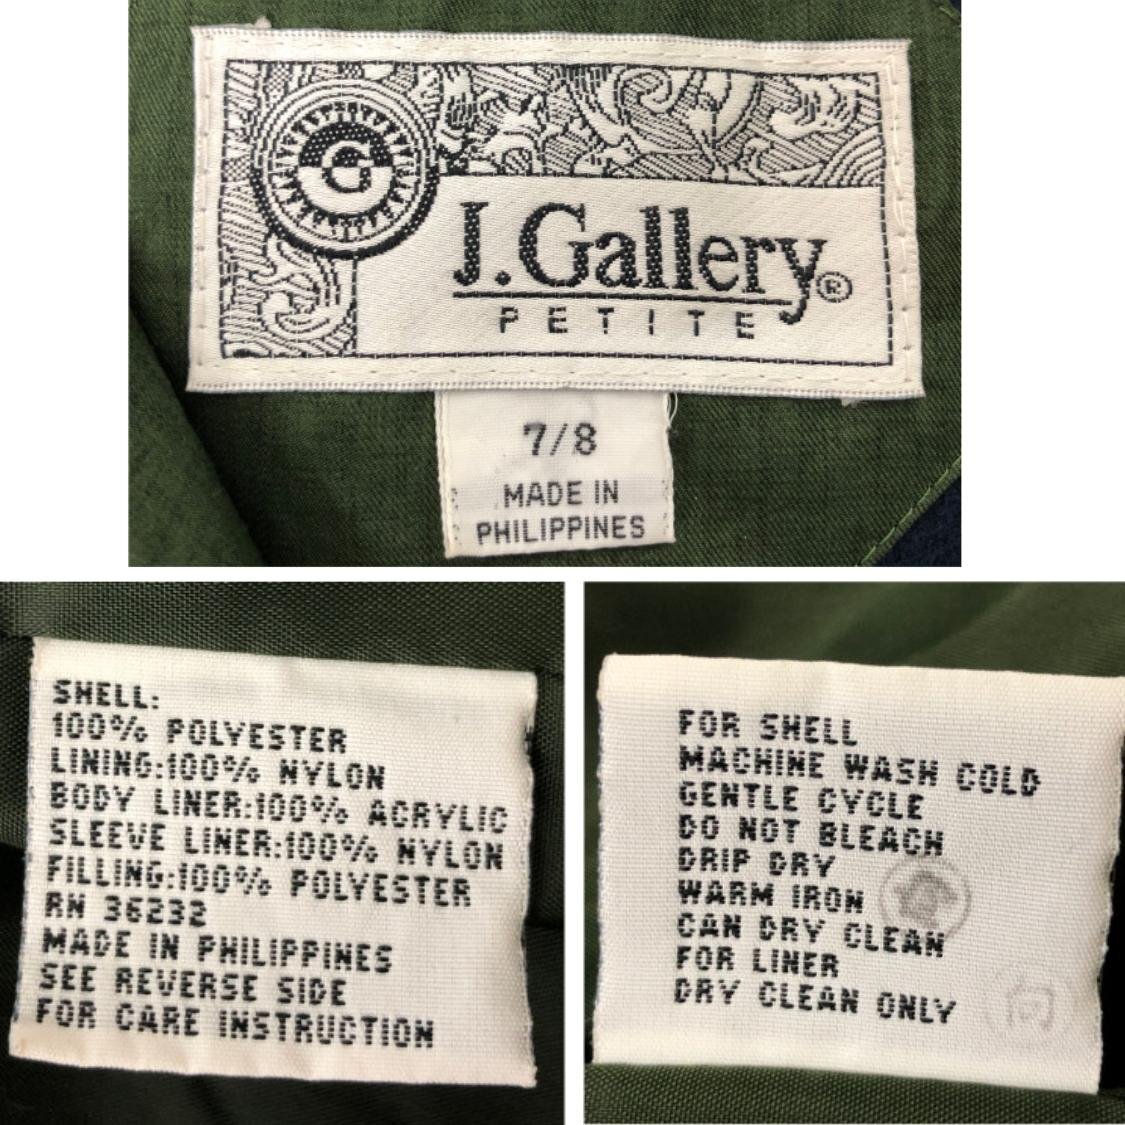 G
J.Gallery®
PETITE
7/8
MADE IN
PHILIPPINES
SHELL:
100% POLYESTER
LINING:100% NYLON
BODY LINER:100% ACRYLIC
SLEEVE LINER:100% NYLON
FILLING:100% POLYESTER
RN 36232
MADE IN PHILIPPINES
SEE REVERSE SIDE
FOR CARE INSTRUCTION
FOR SHELL
MACHINE WASH COLD
GENTLE CYCLE
DO NOT BLEACH
DRIP DRY
WARM IRON
CAN DRY CLEAN
FOR LINER
DRY CLEAN ONLY